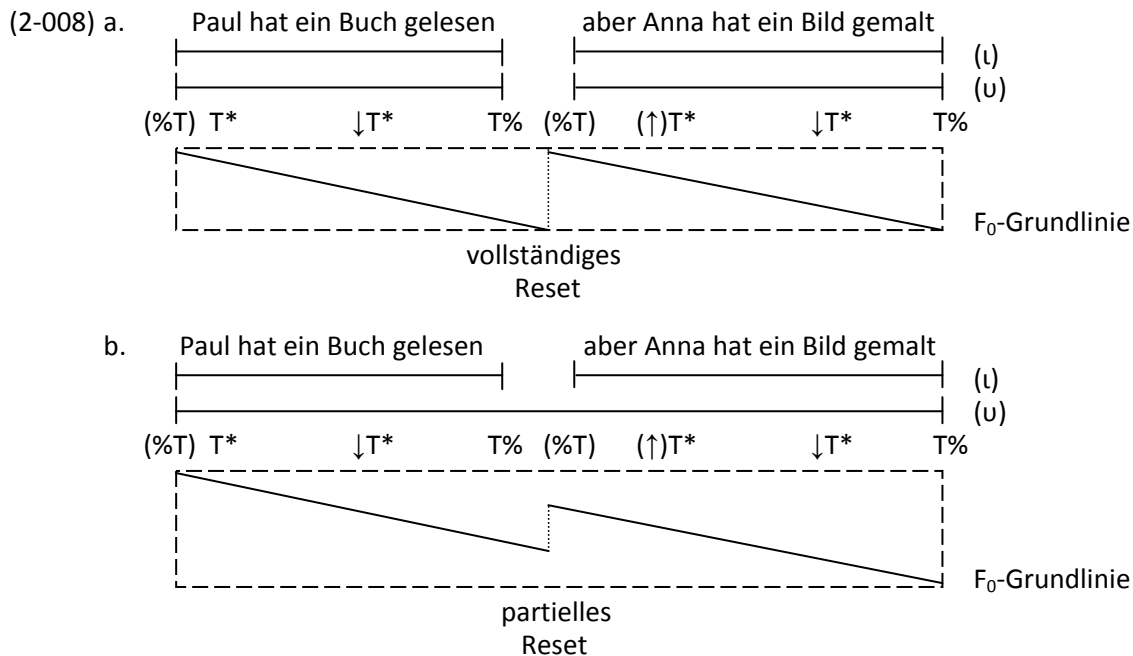 (2-008) a. Paul hat ein Buch gelesen aber Anna hat ein Bild gemalt
(ι)
(υ)
(%T) T* ↓T* T% (%T) (↑)T* ↓T* T%
F₀-Grundlinie
vollständiges
Reset
b. Paul hat ein Buch gelesen aber Anna hat ein Bild gemalt
(ι)
(υ)
(%T) T* ↓T* T% (%T) (↑)T* ↓T* T%
F₀-Grundlinie
partielles
Reset